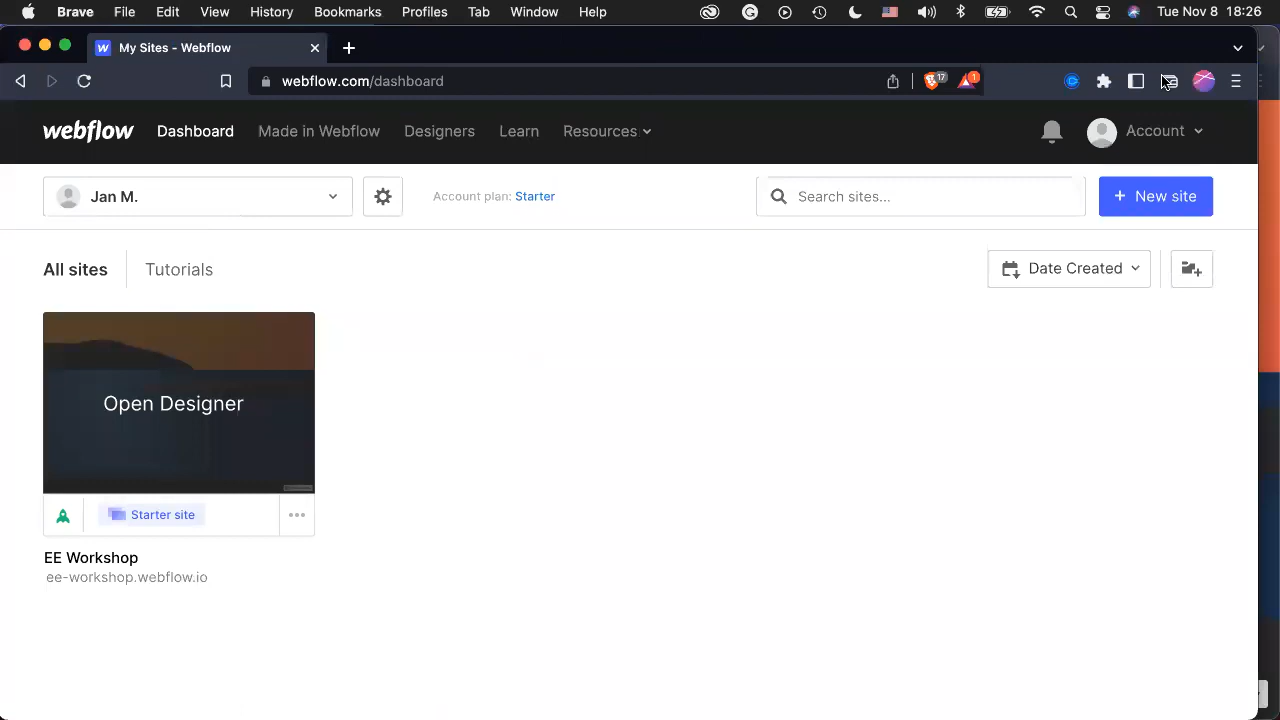 Brave File Edit View History Bookmarks Profiles Tab Window Help Tue Nov 8 18:26
My Sites - Webflow
webflow.com/dashboard 17 1
webflow Dashboard Made in Webflow Designers Learn Resources Account
Jan M. Account plan: Starter Search sites... + New site
All sites Tutorials Date Created
Open Designer
Starter site
EE Workshop
ee-workshop.webflow.io